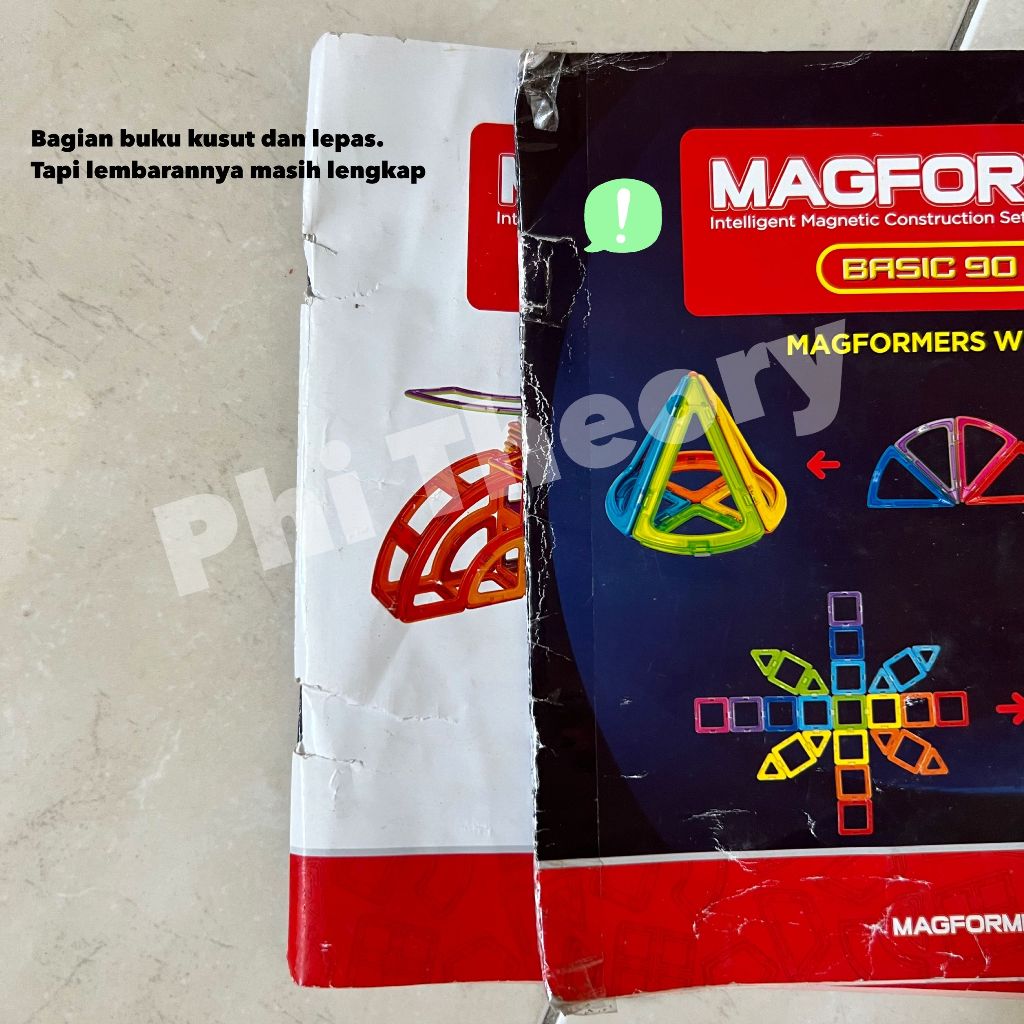 Bagian buku kusut dan lepas.
Tapi lembarannya masih lengkap
!
MAGFOR
Intelligent Magnetic Construction Set
BASIC 90
MAGFORMERS W
Phi Theory
MAGFORM